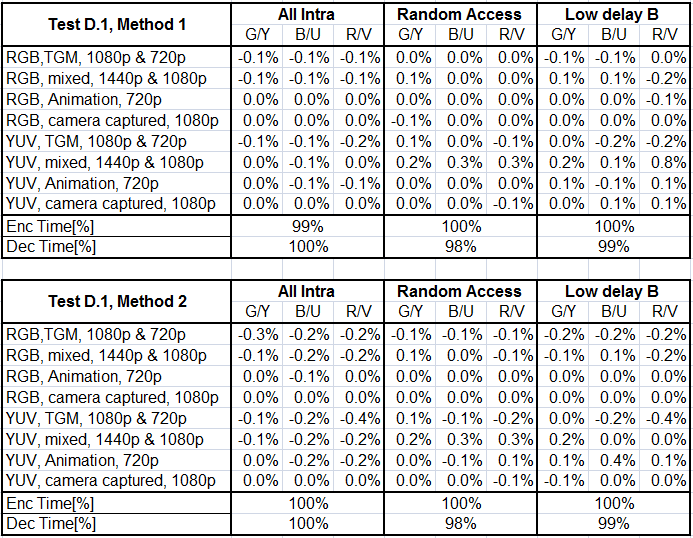 Test D.1, Method 1 All Intra Random Access Low delay B
G/Y B/U R/V G/Y B/U R/V G/Y B/U R/V
RGB,TGM, 1080p & 720p -0.1% -0.1% -0.1% 0.0% 0.0% 0.0% -0.1% -0.1% 0.0%
RGB, mixed, 1440p & 1080p -0.1% -0.1% -0.1% 0.1% 0.0% 0.0% 0.1% 0.1% -0.2%
RGB, Animation, 720p 0.0% 0.0% 0.0% 0.0% 0.0% 0.0% 0.0% 0.0% -0.1%
RGB, camera captured, 1080p 0.0% 0.0% 0.0% -0.1% 0.0% 0.0% 0.0% 0.0% 0.0%
YUV, TGM, 1080p & 720p -0.1% -0.1% -0.2% 0.1% 0.0% -0.1% 0.0% -0.2% -0.2%
YUV, mixed, 1440p & 1080p 0.0% -0.1% 0.0% 0.2% 0.3% 0.3% 0.2% 0.1% 0.8%
YUV, Animation, 720p 0.0% -0.1% -0.1% 0.0% 0.0% 0.0% 0.1% -0.1% 0.1%
YUV, camera captured, 1080p 0.0% 0.0% 0.0% 0.0% 0.0% -0.1% 0.0% 0.1% 0.1%
Enc Time[%] 99% 100% 100%
Dec Time[%] 100% 98% 99%
Test D.1, Method 2 All Intra Random Access Low delay B
G/Y B/U R/V G/Y B/U R/V G/Y B/U R/V
RGB,TGM, 1080p & 720p -0.3% -0.2% -0.2% -0.1% -0.1% -0.1% -0.2% -0.2% -0.2%
RGB, mixed, 1440p & 1080p -0.1% -0.2% -0.2% 0.1% 0.0% -0.1% -0.1% 0.1% -0.2%
RGB, Animation, 720p 0.0% -0.1% 0.0% 0.0% 0.0% 0.0% 0.0% 0.0% 0.0%
RGB, camera captured, 1080p 0.0% 0.0% 0.0% 0.0% 0.0% 0.0% 0.0% 0.0% 0.0%
YUV, TGM, 1080p & 720p -0.1% -0.2% -0.4% 0.1% -0.1% -0.2% 0.0% -0.2% -0.4%
YUV, mixed, 1440p & 1080p -0.1% -0.2% -0.2% 0.2% 0.3% 0.3% 0.2% 0.0% 0.0%
YUV, Animation, 720p 0.0% -0.2% -0.2% 0.0% -0.1% 0.1% 0.1% 0.4% 0.1%
YUV, camera captured, 1080p 0.0% 0.0% 0.0% 0.0% 0.0% -0.1% -0.1% 0.0% 0.0%
Enc Time[%] 100% 100% 100%
Dec Time[%] 100% 98% 99%